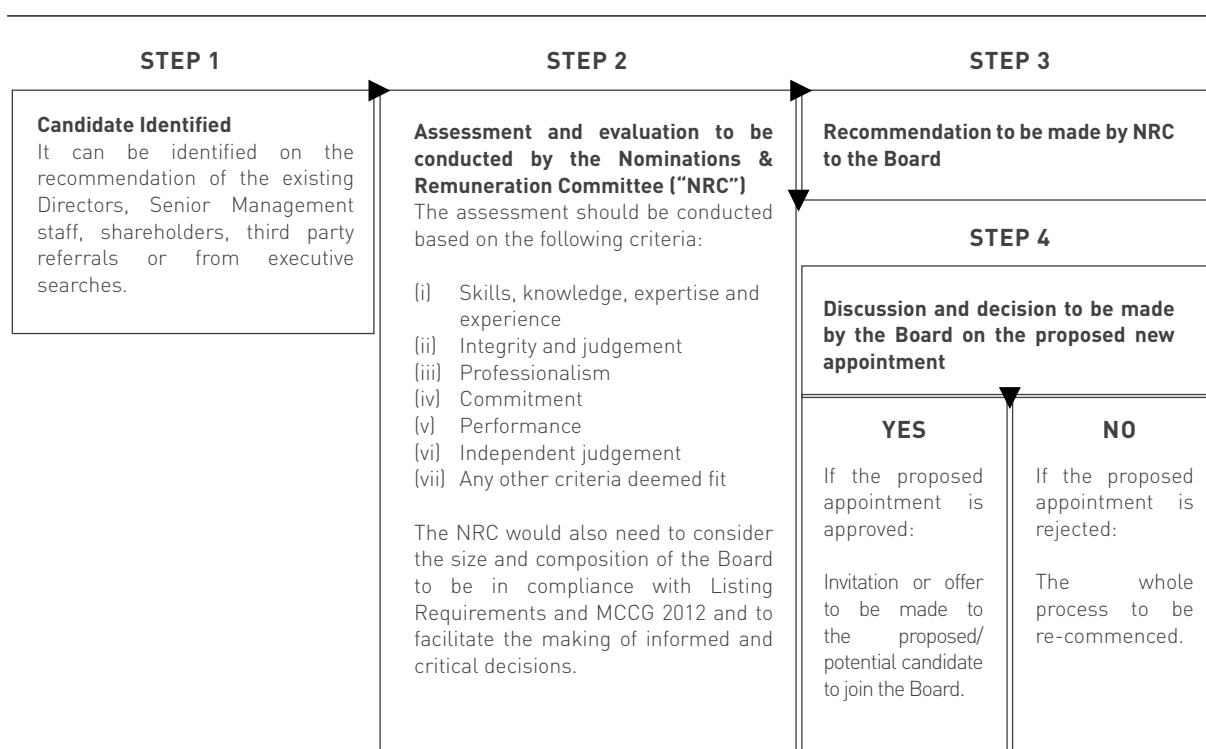 STEP 1
Candidate Identified
It can be identified on the
recommendation of the existing
Directors, Senior Management
staff, shareholders, third party
referrals or from executive
searches.
STEP 2
Assessment and evaluation to be
conducted by the Nominations &
Remuneration Committee (“NRC”)
The assessment should be conducted
based on the following criteria:
(i) Skills, knowledge, expertise and
experience
(ii) Integrity and judgement
(iii) Professionalism
(iv) Commitment
(v) Performance
(vi) Independent judgement
(vii) Any other criteria deemed fit
The NRC would also need to consider
the size and composition of the Board
to be in compliance with Listing
Requirements and MCCG 2012 and to
facilitate the making of informed and
critical decisions.
STEP 3
Recommendation to be made by NRC
to the Board
STEP 4
Discussion and decision to be made
by the Board on the proposed new
appointment
YES
If the proposed
appointment is
approved:
Invitation or offer
to be made to
the proposed/
potential candidate
to join the Board.
NO
If the proposed
appointment is
rejected:
The whole
process to be
re-commenced.